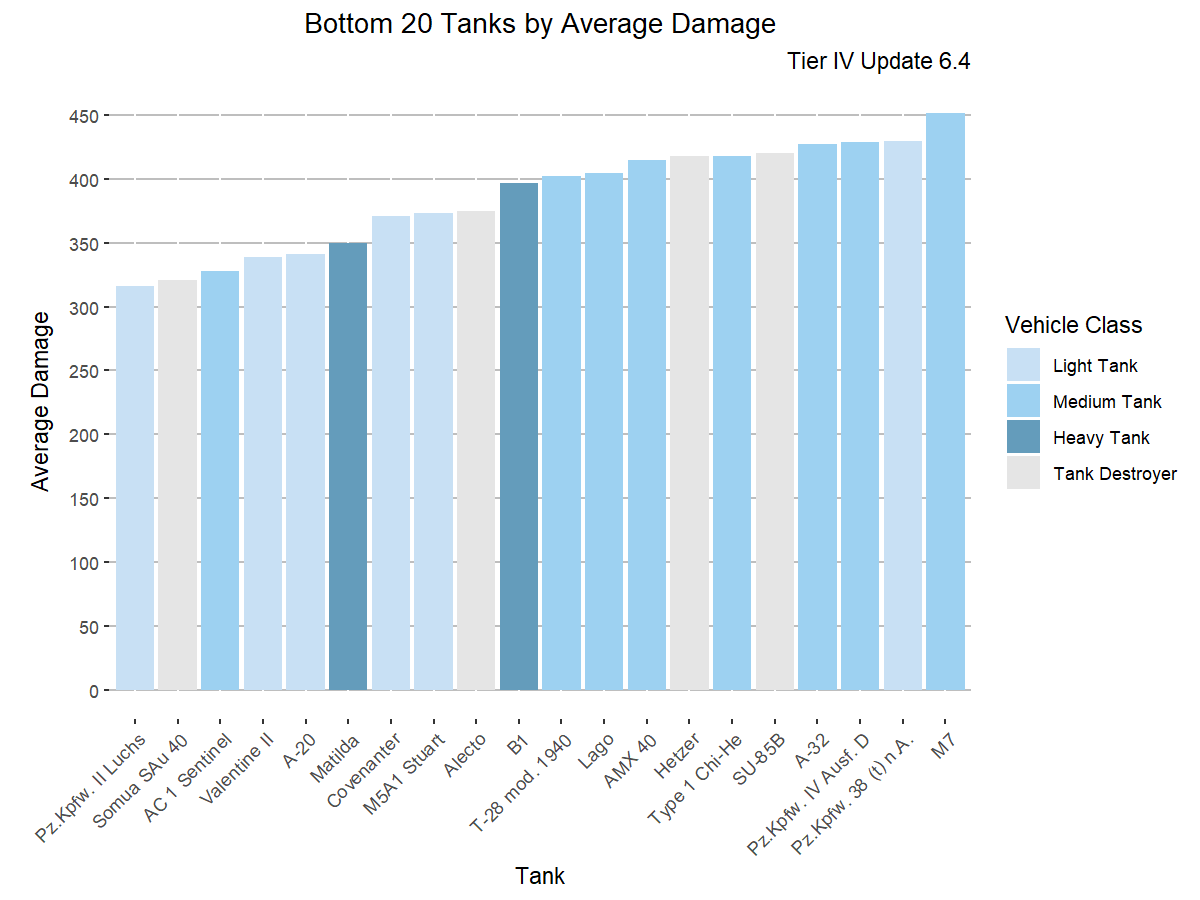 Bottom 20 Tanks by Average Damage
Tier IV Update 6.4
Average Damage
450
400
350
300
250
200
150
100
50
0
Pz.Kpfw. II Luchs
Somua SAu 40
AC 1 Sentinel
Valentine II
A-20
Matilda
Covenanter
M5A1 Stuart
Alecto
B1
T-28 mod. 1940
Lago
AMX 40
Hetzer
Type 1 Chi-He
SU-85B
A-32
Pz.Kpfw. IV Ausf. D
Pz.Kpfw. 38 (t) n.A.
M7
Tank
Vehicle Class
Light Tank
Medium Tank
Heavy Tank
Tank Destroyer